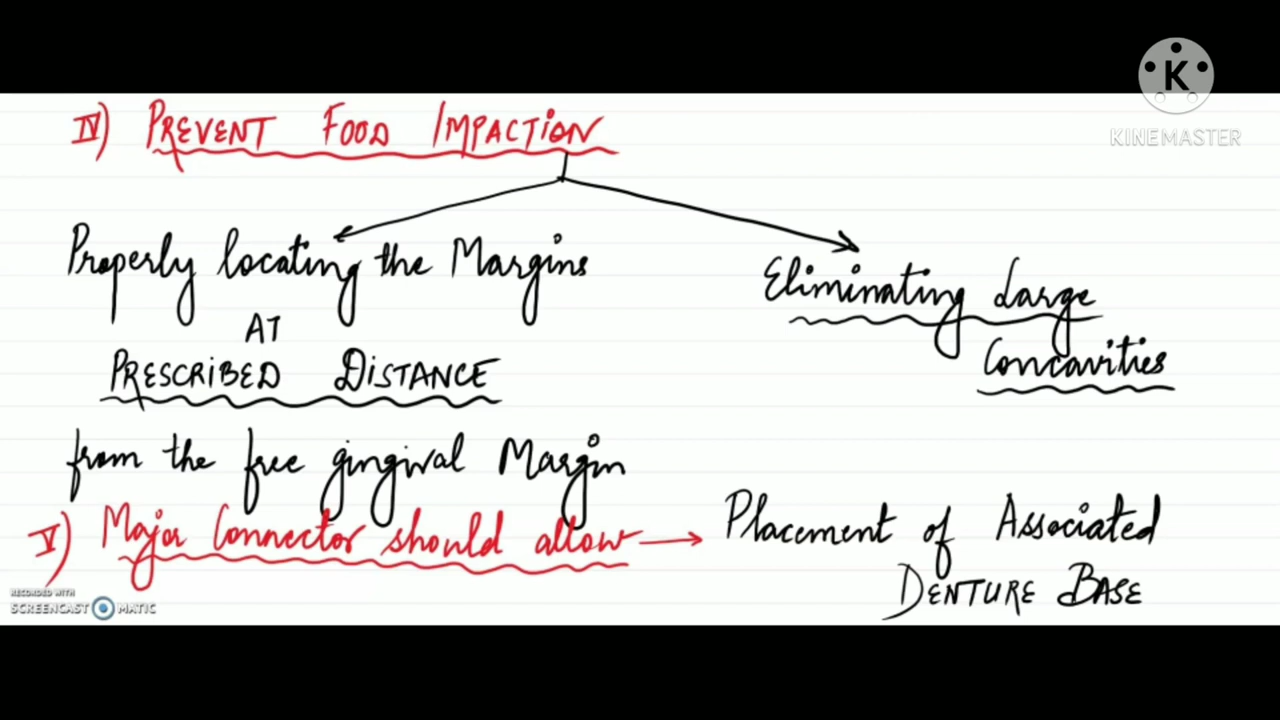 KINEMASTER
IV) PREVENT FOOD IMPACTION
Properly locating the Margins
AT
PRESCRIBED DISTANCE
from the free gingival Margin
Eliminating Large
Concavities
V) Major Connector should allow → Placement of Associated
DENTURE BASE
RECORDED WITH
SCREENCAST MATIC